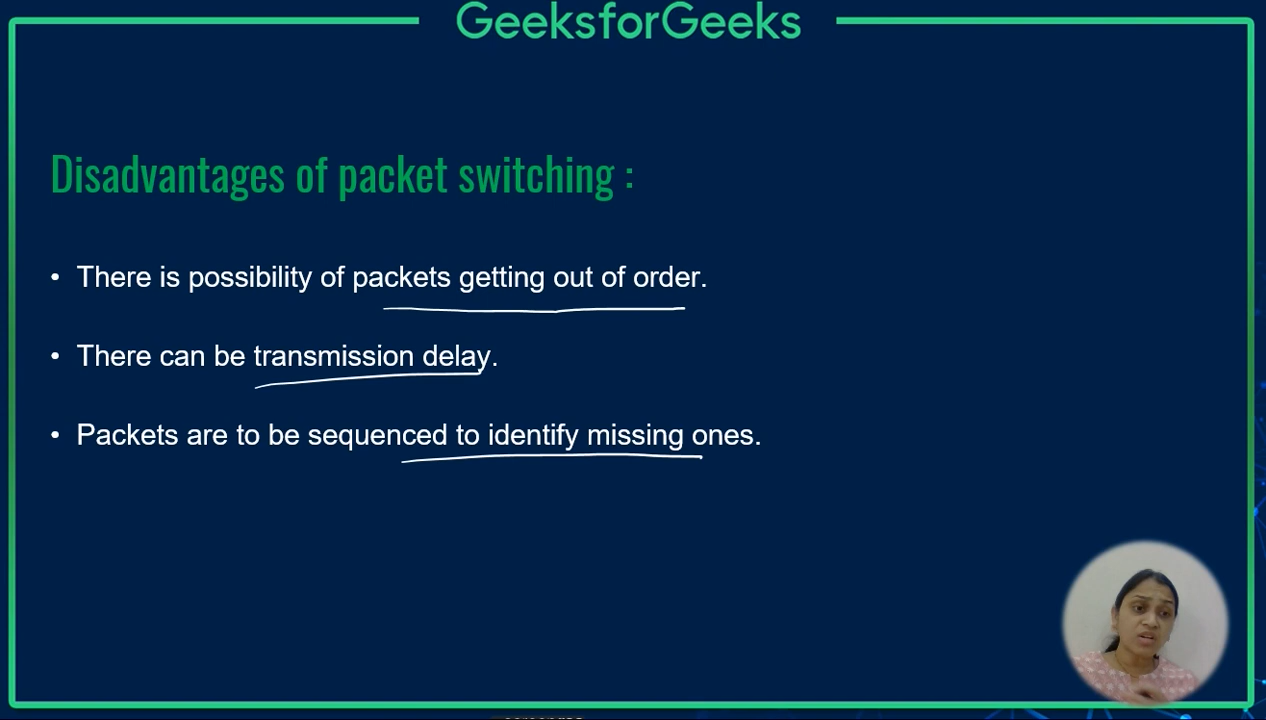 GeeksforGeeks
Disadvantages of packet switching :
• There is possibility of packets getting out of order.
• There can be transmission delay.
• Packets are to be sequenced to identify missing ones.